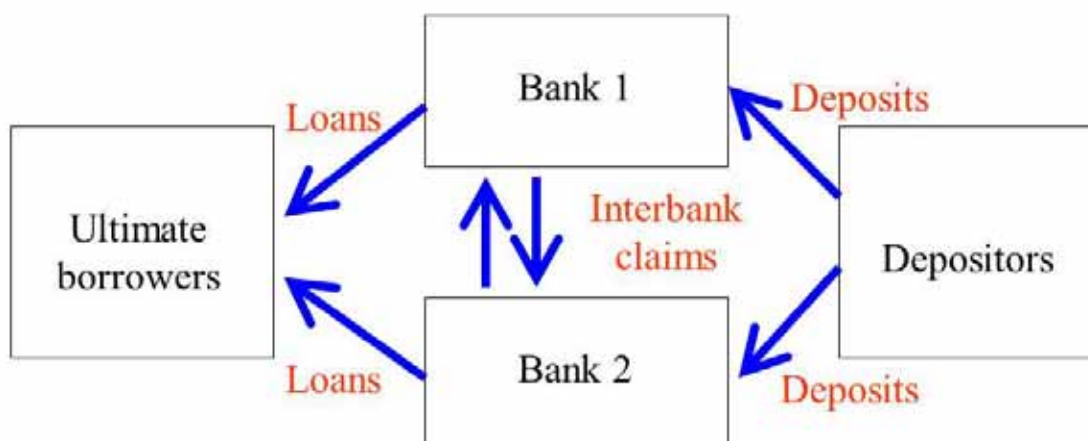 Bank 1
Deposits
Loans
Ultimate
borrowers
Interbank
claims
Depositors
Bank 2
Loans
Deposits